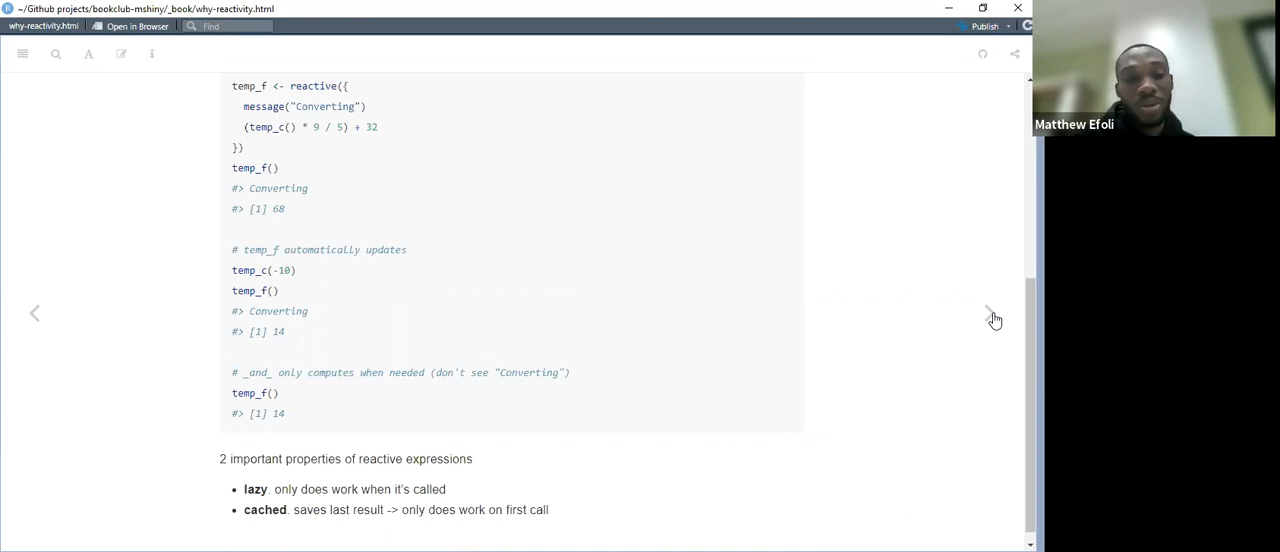 ~/Github projects/bookclub-mshiny/_book/why-reactivity.html
why-reactivity.html
Open in Browser
Find
Publish
temp_f <- reactive({
message("Converting")
(temp_c() * 9 / 5) + 32
})
temp_f()
#> Converting
#> [1] 68
# temp_f automatically updates
temp_c(-10)
temp_f()
#> Converting
#> [1] 14
# _and_ only computes when needed (don't see “Converting”)
temp_f()
#> [1] 14
2 important properties of reactive expressions
• lazy. only does work when it's called
• cached. saves last result -> only does work on first call
Matthew Efoli